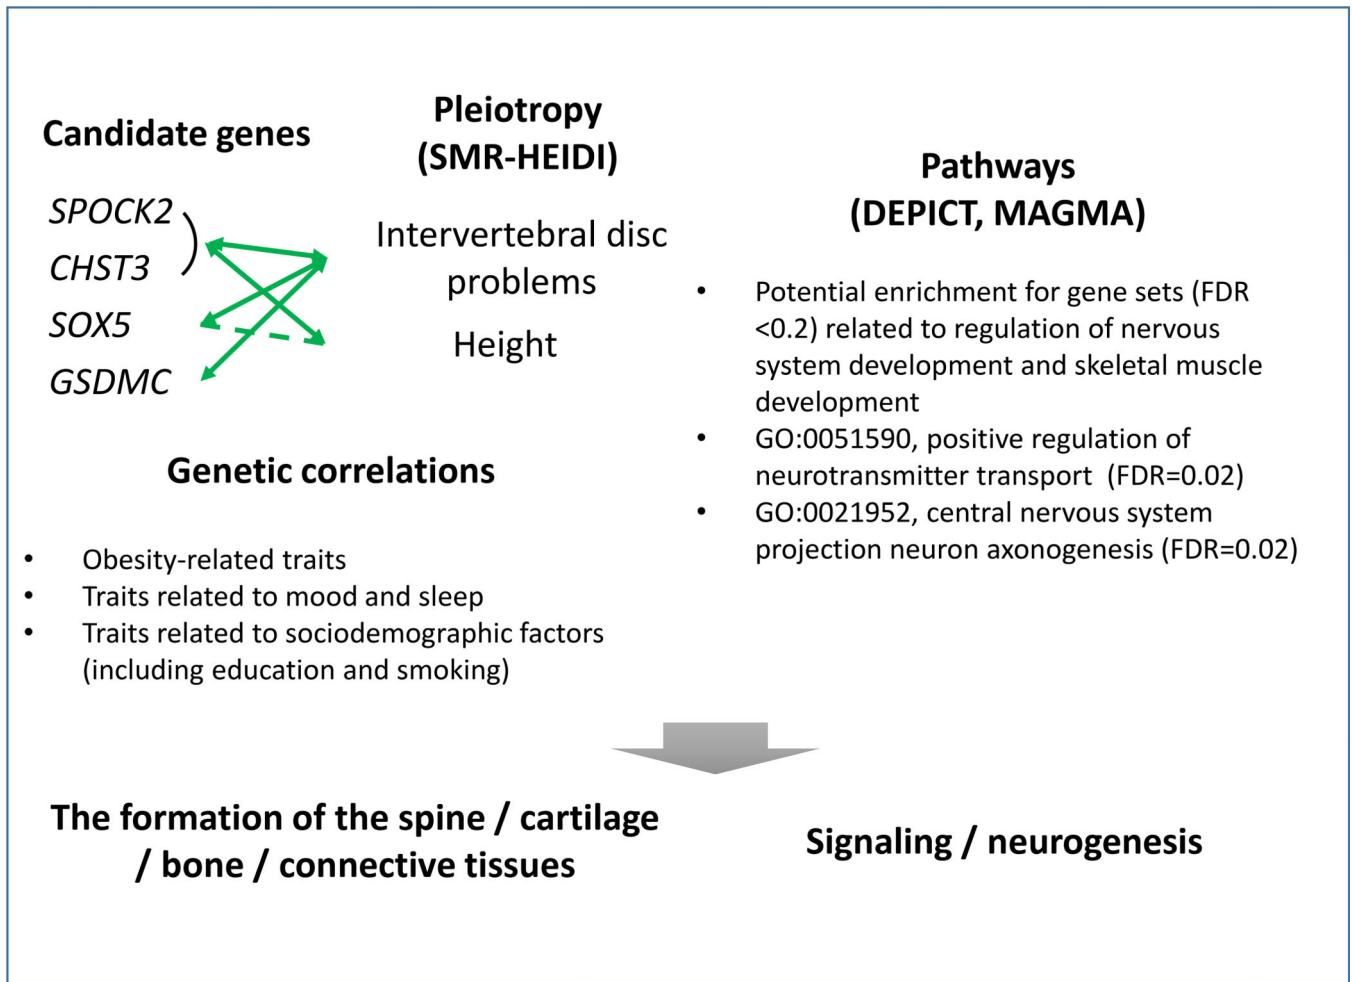 Candidate genes
SPOCK2
CHST3
SOX5
GSDMC
Pleiotropy
(SMR-HEIDI)
Intervertebral disc
problems
Height
Genetic correlations
• Obesity-related traits
• Traits related to mood and sleep
• Traits related to sociodemographic factors
(including education and smoking)
Pathways
(DEPICT, MAGMA)
• Potential enrichment for gene sets (FDR
<0.2) related to regulation of nervous
system development and skeletal muscle
development
• GO:0051590, positive regulation of
neurotransmitter transport (FDR=0.02)
• GO:0021952, central nervous system
projection neuron axonogenesis (FDR=0.02)
The formation of the spine / cartilage
/ bone / connective tissues
Signaling / neurogenesis